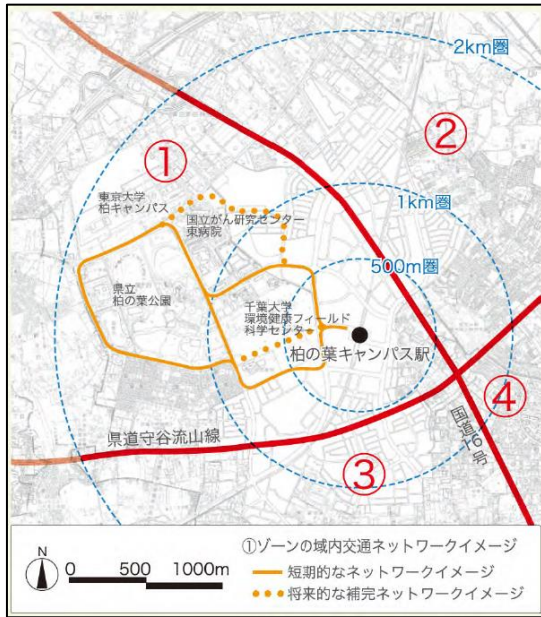 2km圏
②
①
1km圏
東京大学
柏キャンパス
国立がん研究センター
東病院
500m圏
県立
柏の葉公園
千葉大学
環境健康フィールド
科学センター
柏の葉キャンパス駅
県道守谷流山線
国道16号
④
③
①ゾーンの域内交通ネットワークイメージ
N
0 500 1000m
短期的なネットワークイメージ
将来的な補完ネットワークイメージ